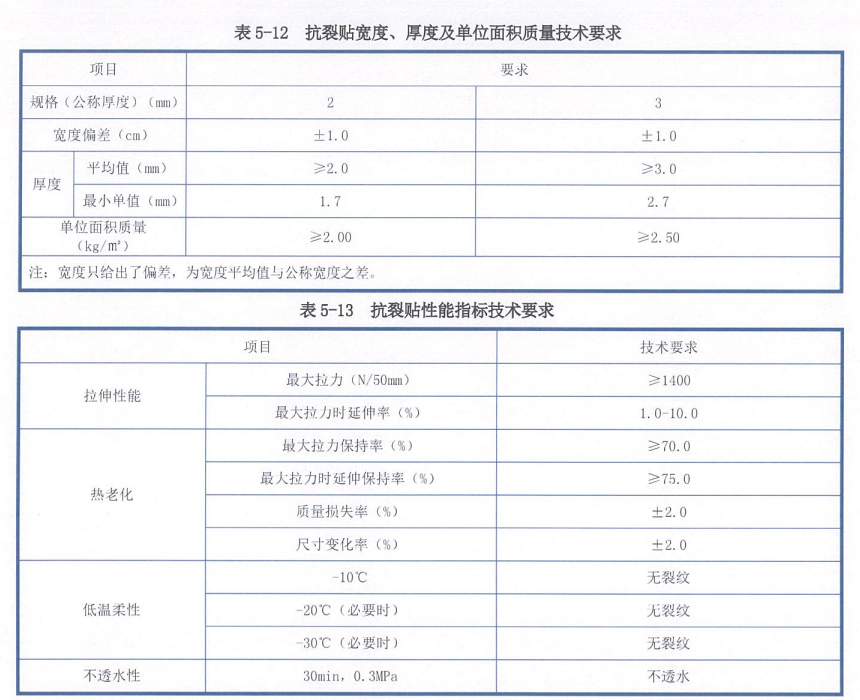 表 5-12 抗裂贴宽度、厚度及单位面积质量技术要求
项目 要求
规格（公称厚度）（mm） 2 3
宽度偏差（cm） ±1.0 ±1.0
厚度 平均值（mm） ≥2.0 ≥3.0
最小单值（mm） 1.7 2.7
单位面积质量
（kg/㎡） ≥2.00 ≥2.50
注：宽度只给出了偏差，为宽度平均值与公称宽度之差。
表 5-13 抗裂贴性能指标技术要求
项目 技术要求
拉伸性能 最大拉力（N/50mm） ≥1400
最大拉力时延伸率（%） 1.0-10.0
热老化 最大拉力保持率（%） ≥70.0
最大拉力时延伸保持率（%） ≥75.0
质量损失率（%） ±2.0
尺寸变化率（%） ±2.0
低温柔性 -10℃ 无裂纹
-20℃（必要时） 无裂纹
-30℃（必要时） 无裂纹
不透水性 30min，0.3MPa 不透水